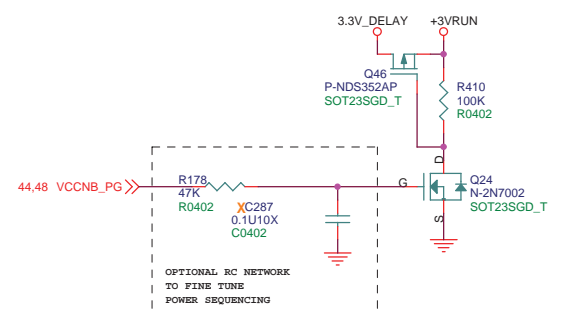 3.3V_DELAY +3VRUN
Q46
P-NDS352AP
SOT23SGD_T
R410
100K
R0402
44,48 VCCNB_PG
R178
47K
R0402
XC287
0.1U10X
C0402
G
D
S
Q24
N-2N7002
SOT23SGD_T
OPTIONAL RC NETWORK
TO FINE TUNE
POWER SEQUENCING